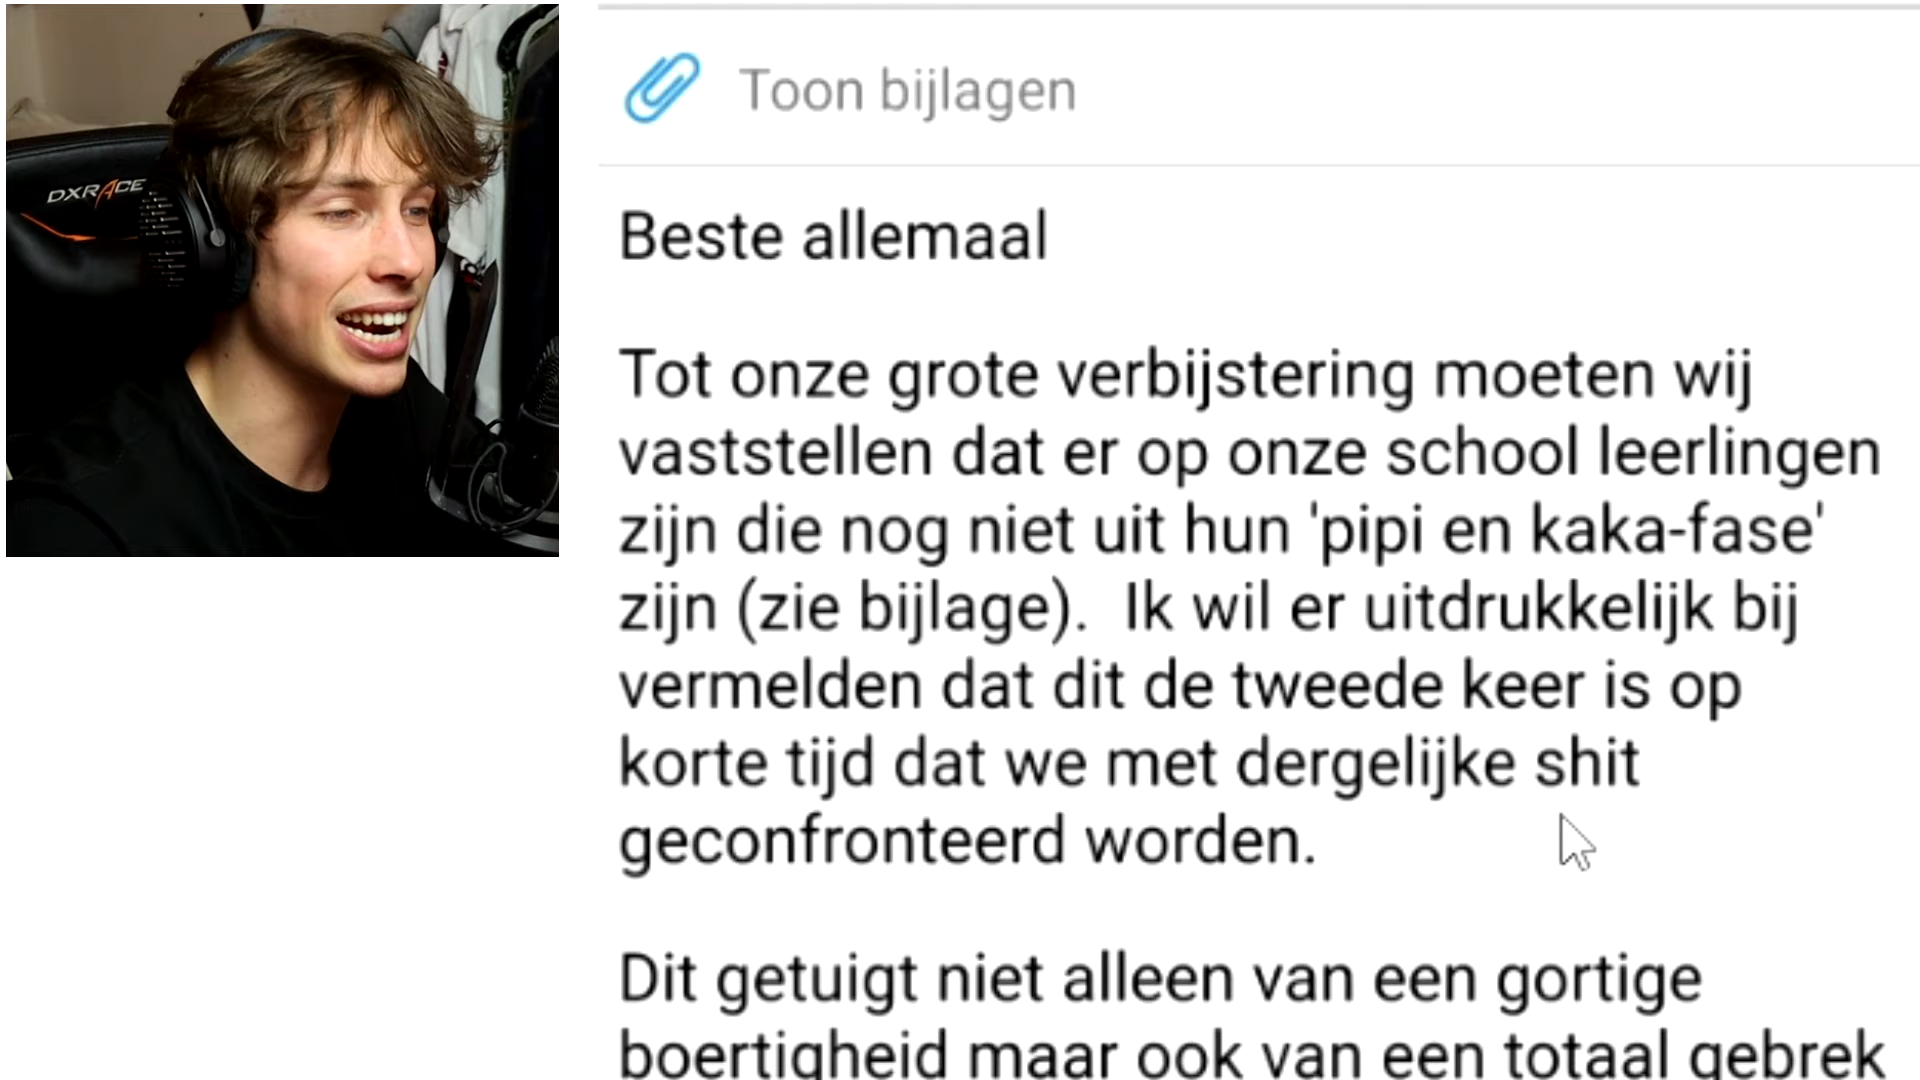 DXRACE
Toon bijlagen
Beste allemaal
Tot onze grote verbijstering moeten wij
vaststellen dat er op onze school leerlingen
zijn die nog niet uit hun 'pipi en kaka-fase'
zijn (zie bijlage).  Ik wil er uitdrukkelijk bij
vermelden dat dit de tweede keer is op
korte tijd dat we met dergelijke shit
geconfronteerd worden.
Dit getuigt niet alleen van een gortige
boertigheid maar ook van een totaal gebrek